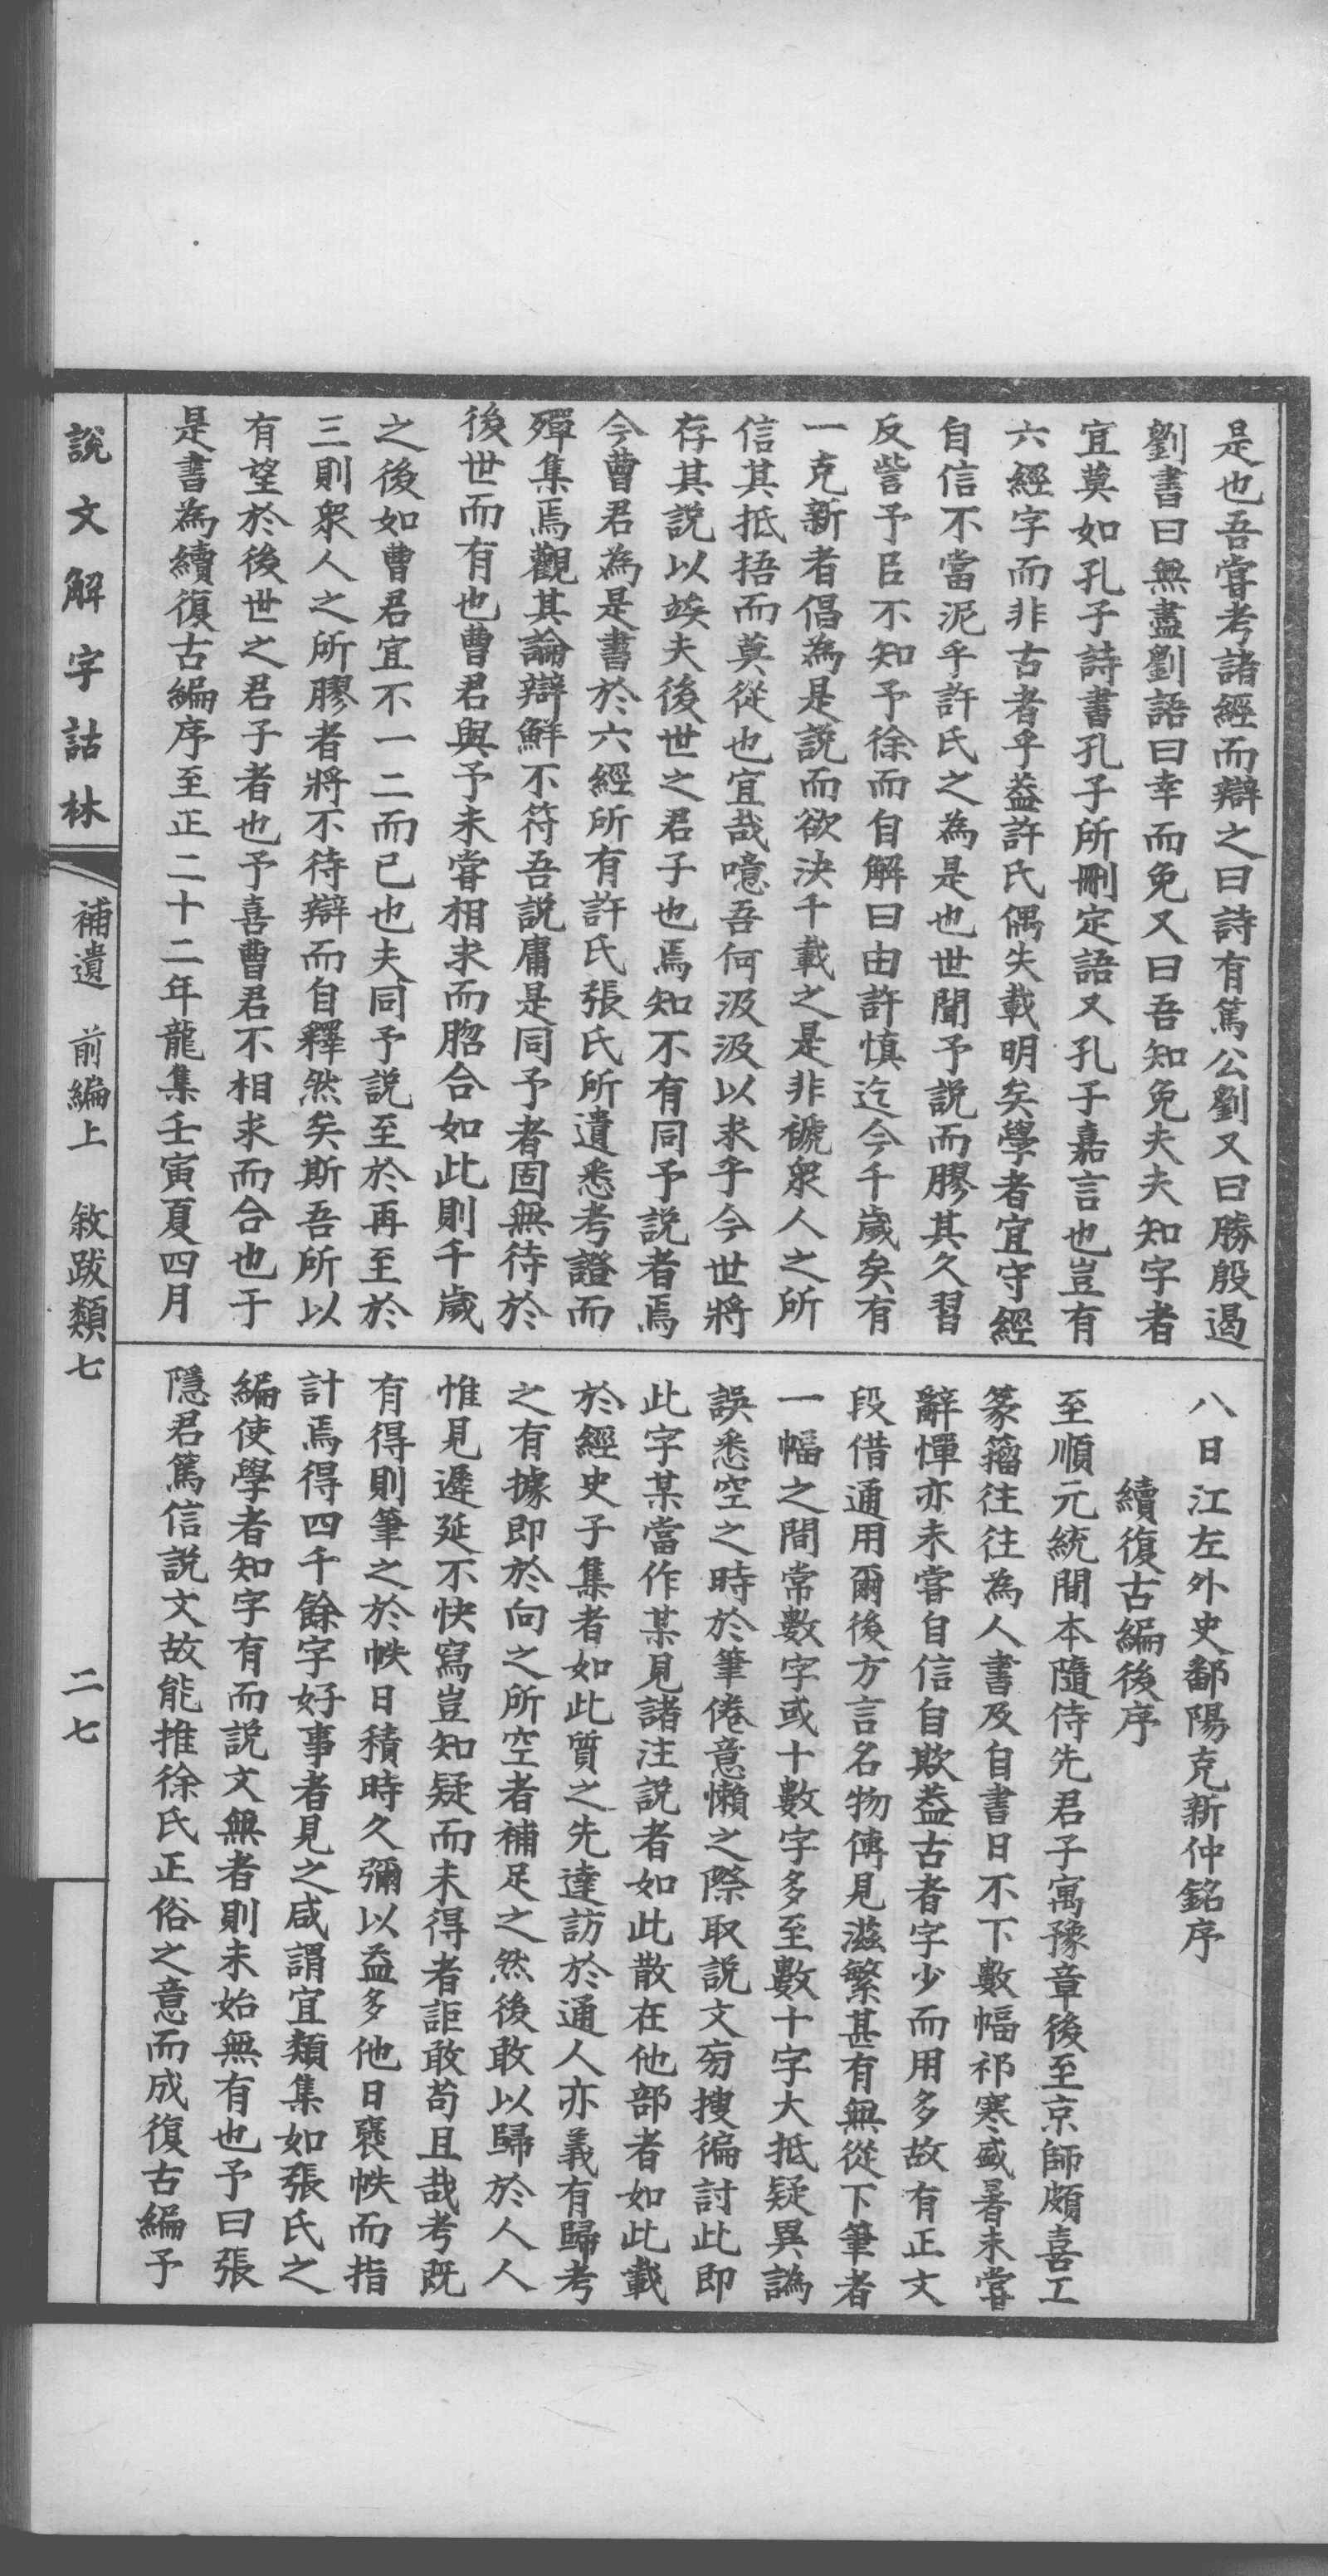 是也吾嘗考諸經而辯之曰詩有篤公劉又曰勝殷遏
劉書曰無盡劉語曰幸而免又曰吾知免夫夫知字者
宜莫如孔子詩書孔子所刪定語又孔子嘉言也豈有
六經字而非古者乎葢許氏偶失載明矣學者宜守經
自信不當泥乎許氏之為是也世聞予說而膠其久習
反訾予㠯不知予徐而自解曰由許慎迄今千歲矣有
一克新者倡為是說而欲決千載之是非褫衆人之所
信其抵捂而莫從也宜哉噫吾何汲汲以求乎今世將
存其說以竢夫後世之君子也焉知不有同予說者焉
今曹君為是書於六經所有許氏張氏所遺悉考證而
殫集焉觀其論辯鮮不符吾說庸是同予者固無待於
後世而有也曹君與予未嘗相求而脗合如此則千歲
之後如曹君宜不一二而已也夫同予說至於再至於
三則衆人之所膠者將不待辯而自釋然矣斯吾所以
有望於後世之君子者也予喜曹君不相求而合也于
是書為續復古編序至正二十二年龍集壬寅夏四月
八日江左外史鄱陽克新仲銘序
續復古編後序
至順元統間本隨侍先君子寓豫章後至京師頗喜工
篆籀往往為人書及自書日不下數幅祁寒盛暑未嘗
辭憚亦未嘗自信自欺葢古者字少而用多故有正文
段借通用爾後方言名物傅見滋繁甚有無從下筆者
一幅之間常數字或十數字多至數十字大抵疑異譌
誤悉空之時於筆倦意懶之際取說文㫄搜徧討此即
此字某當作某見諸注說者如此散在他部者如此載
於經史子集者如此質之先達訪於通人亦義有歸考
之有據即於向之所空者補足之然後敢以歸於人人
惟見遲延不快寫豈知疑而未得者詎敢苟且哉考既
有得則筆之於帙日積時久彌以益多他日褎帙而指
計焉得四千餘字好事者見之咸謂宜類集如張氏之
編使學者知字有而說文無者則未始無有也予曰張
隱君篤信說文故能推徐氏正俗之意而成復古編予
說文解字詁林
補遺 前編上 敘跋類七
二七